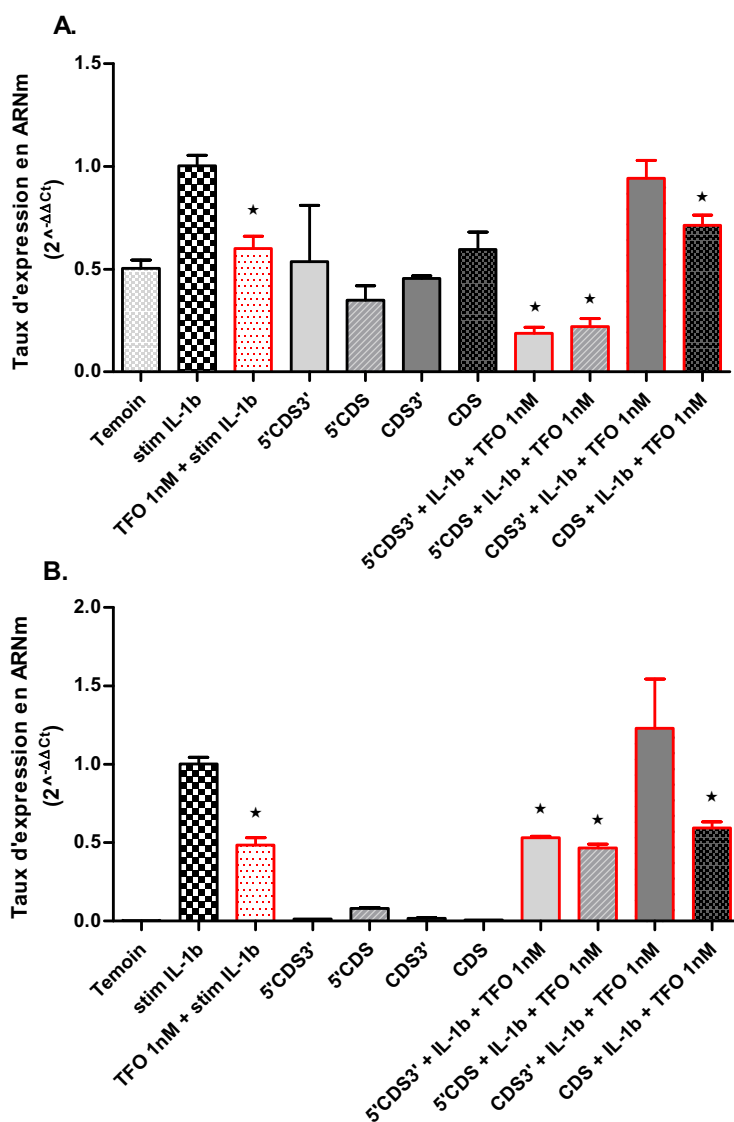 A.
Taux d'expression en ARNm
(2^-ΔΔCt)
1.5
1.0
0.5
0.0
★
★
★
★
Temoin
stim IL-1b
TFO 1nM + stim IL-1b
5'CDS3'
5'CDS
CDS3'
CDS
5'CDS3' + IL-1b + TFO 1nM
5'CDS + IL-1b + TFO 1nM
CDS3' + IL-1b + TFO 1nM
CDS + IL-1b + TFO 1nM
B.
Taux d'expression en ARNm
(2^-ΔΔCt)
2.0
1.5
1.0
0.5
0.0
★
★
★
★
Temoin
stim IL-1b
TFO 1nM + stim IL-1b
5'CDS3'
5'CDS
CDS3'
CDS
5'CDS3' + IL-1b + TFO 1nM
5'CDS + IL-1b + TFO 1nM
CDS3' + IL-1b + TFO 1nM
CDS + IL-1b + TFO 1nM